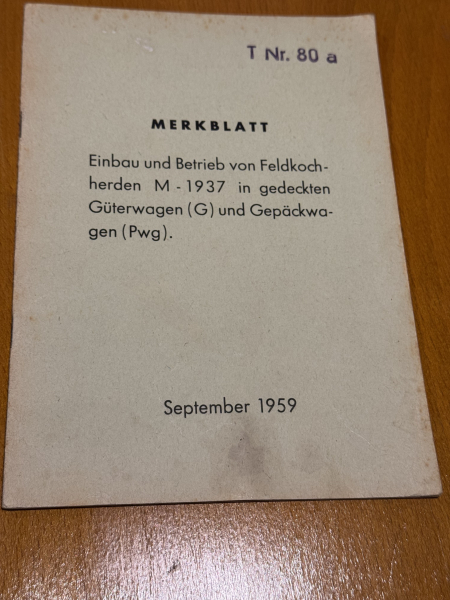 T Nr. 80 a
MERKBLATT
Einbau und Betrieb von Feldkoch-
herden M - 1937 in gedeckten
Güterwagen (G) und Gepäckwa-
gen (Pwg).
September 1959